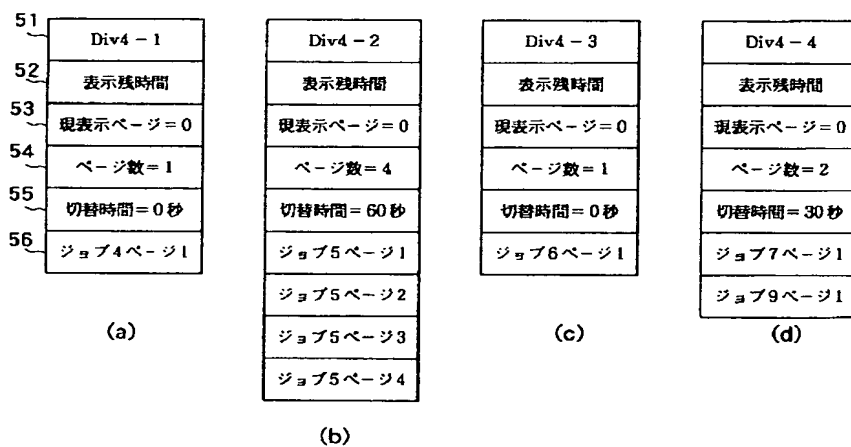 51
Div4-1
52
表示残時間
53
現表示ページ=0
54
ページ数=1
55
切替時間=0秒
56
ジョブ4ページ1
(a)
Div4-2
表示残時間
現表示ページ=0
ページ数=4
切替時間=60秒
ジョブ5ページ1
ジョブ5ページ2
ジョブ5ページ3
ジョブ5ページ4
(b)
Div4-3
表示残時間
現表示ページ=0
ページ数=1
切替時間=0秒
ジョブ6ページ1
(c)
Div4-4
表示残時間
現表示ページ=0
ページ数=2
切替時間=30秒
ジョブ7ページ1
ジョブ9ページ1
(d)